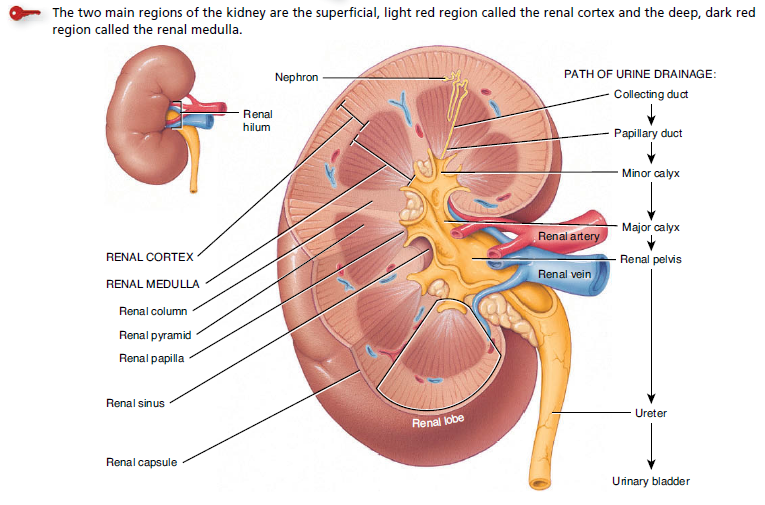 The two main regions of the kidney are the superficial, light red region called the renal cortex and the deep, dark red
region called the renal medulla.
Nephron
PATH OF URINE DRAINAGE:
Collecting duct
Renal
hilum
Papillary duct
Minor calyx
Major calyx
Renal artery
Renal pelvis
Renal vein
RENAL CORTEX
RENAL MEDULLA
Renal column
Renal pyramid
Renal papilla
Renal sinus
Renal lobe
Ureter
Renal capsule
Urinary bladder